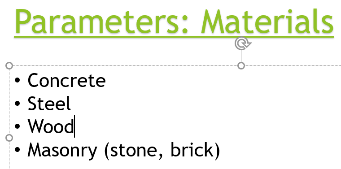 Parameters: Materials
• Concrete
• Steel
• Wood
• Masonry (stone, brick)